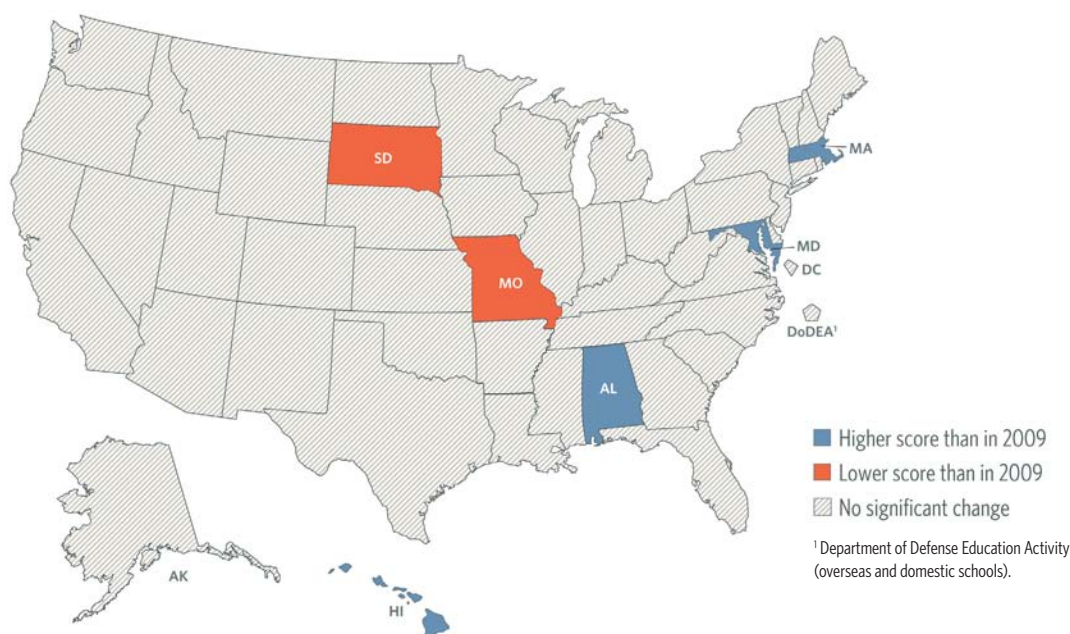 SD
MA
MD
MO
DC
DoDEA¹
AL
Higher score than in 2009
Lower score than in 2009
No significant change
¹ Department of Defense Education Activity
(overseas and domestic schools).
AK
HI